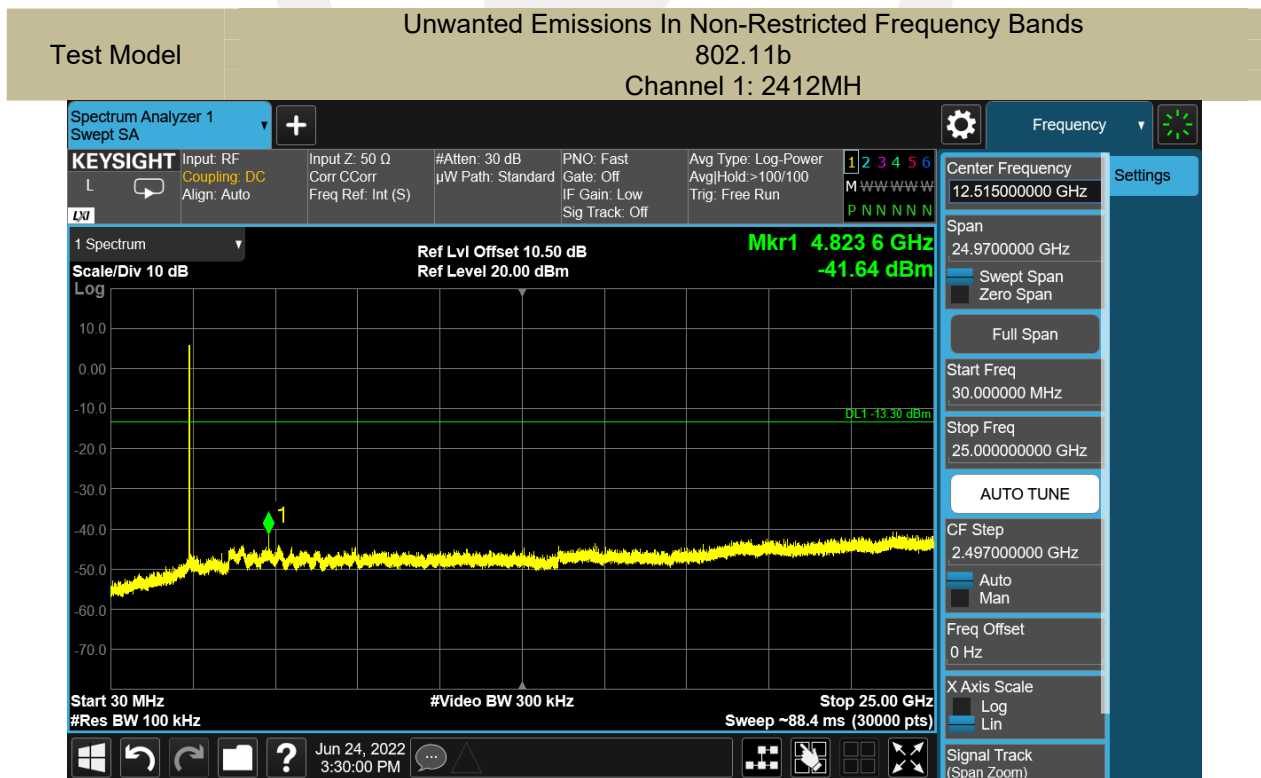 Unwanted Emissions In Non-Restricted Frequency Bands
Test Model
802.11b
Channel 1: 2412MH
Spectrum Analyzer 1
Swept SA
Frequency
KEYSIGHT
L
LXI
Input: RF
Coupling: DC
Align: Auto
Input Z: 50 Ω
Corr CCorr
Freq Ref: Int (S)
#Atten: 30 dB
µW Path: Standard
PNO: Fast
Gate: Off
IF Gain: Low
Sig Track: Off
Avg Type: Log-Power
Avg|Hold:>100/100
Trig: Free Run
1 2 3 4 5 6
M W W W W W
P N N N N N
Center Frequency
12.515000000 GHz
Settings
1 Spectrum
Scale/Div 10 dB
Log
Ref Lvl Offset 10.50 dB
Ref Level 20.00 dBm
Mkr1 4.823 6 GHz
-41.64 dBm
10.0
0.00
-10.0
-20.0
-30.0
-40.0
-50.0
-60.0
-70.0
DL1 -13.30 dBm
1
Start 30 MHz
#Res BW 100 kHz
#Video BW 300 kHz
Stop 25.00 GHz
Sweep ~88.4 ms (30000 pts)
Span
24.9700000 GHz
Swept Span
Zero Span
Full Span
Start Freq
30.000000 MHz
Stop Freq
25.000000000 GHz
AUTO TUNE
CF Step
2.497000000 GHz
Auto
Man
Freq Offset
0 Hz
X Axis Scale
Log
Lin
Signal Track
(Span Zoom)
?
Jun 24, 2022
3:30:00 PM